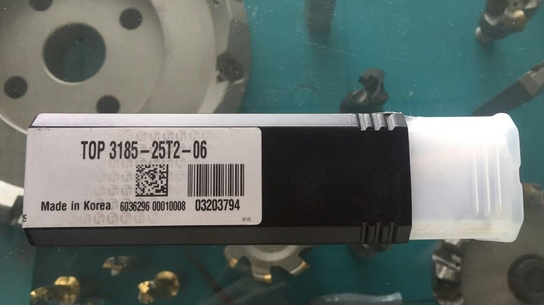 TOP 3185-25T2-06
Made in Korea 6036296 00010008 03203794